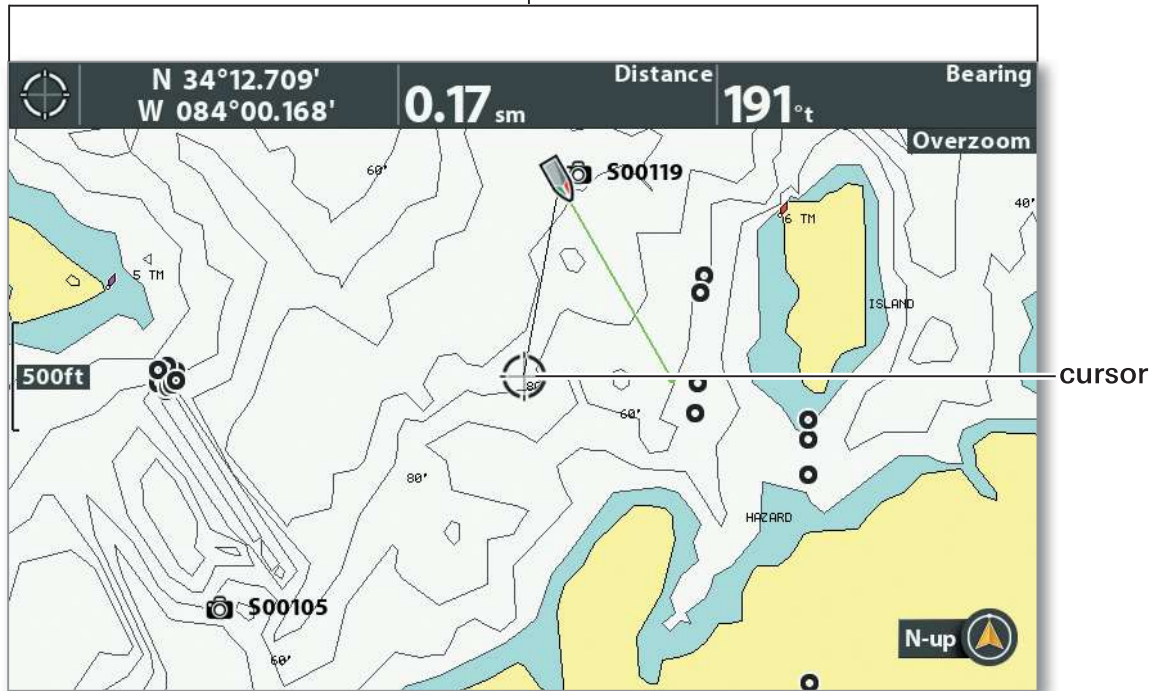 N 34°12.709'
W 084°00.168'
Distance
0.17 sm
Bearing
191°t
Overzoom
60'
S00119
40'
6 TM
5 TM
ISLAND
500ft
80'
cursor
60'
80'
HAZARD
S00105
N-up
60'